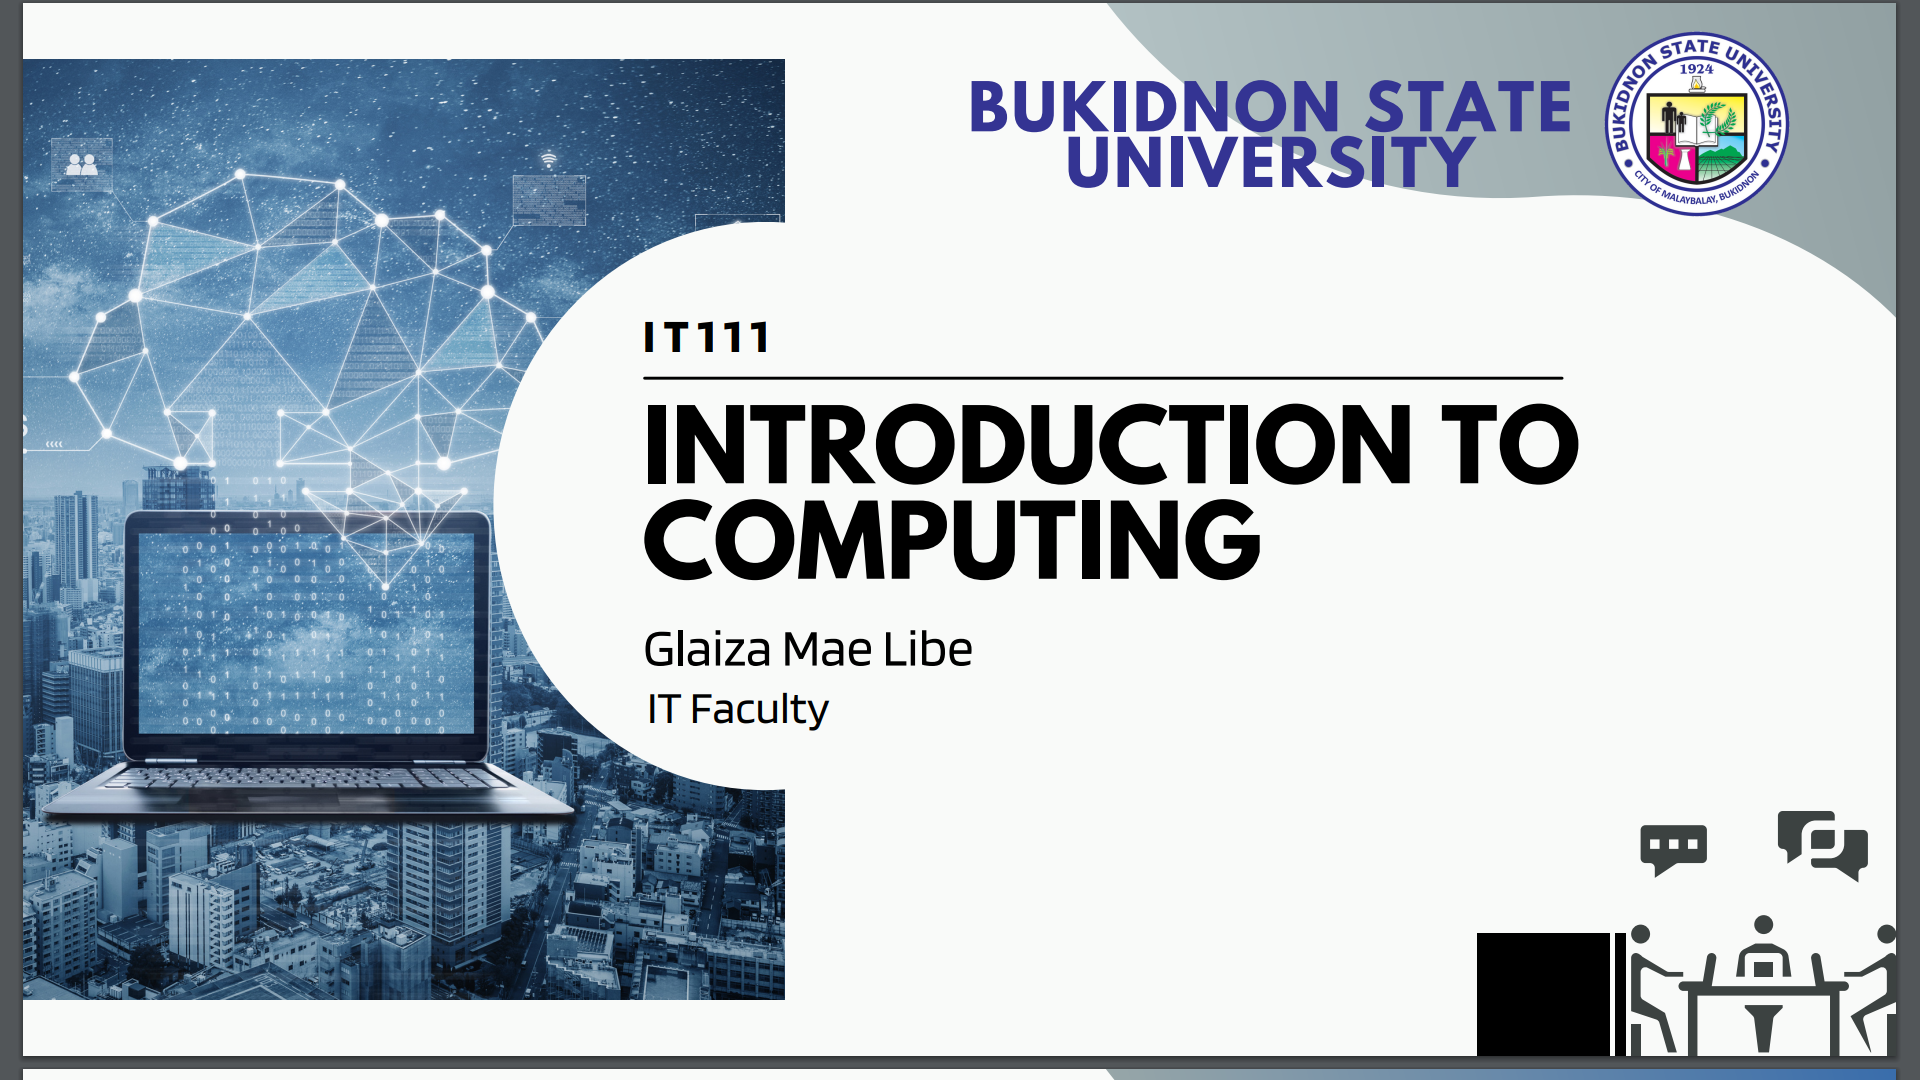 BUKIDNON STATE
UNIVERSITY
BUKIDNON STATE UNIVERSITY
1924
CITY OF MALAYBALAY, BUKIDNON
IT111
INTRODUCTION TO
COMPUTING
Glaiza Mae Libe
IT Faculty